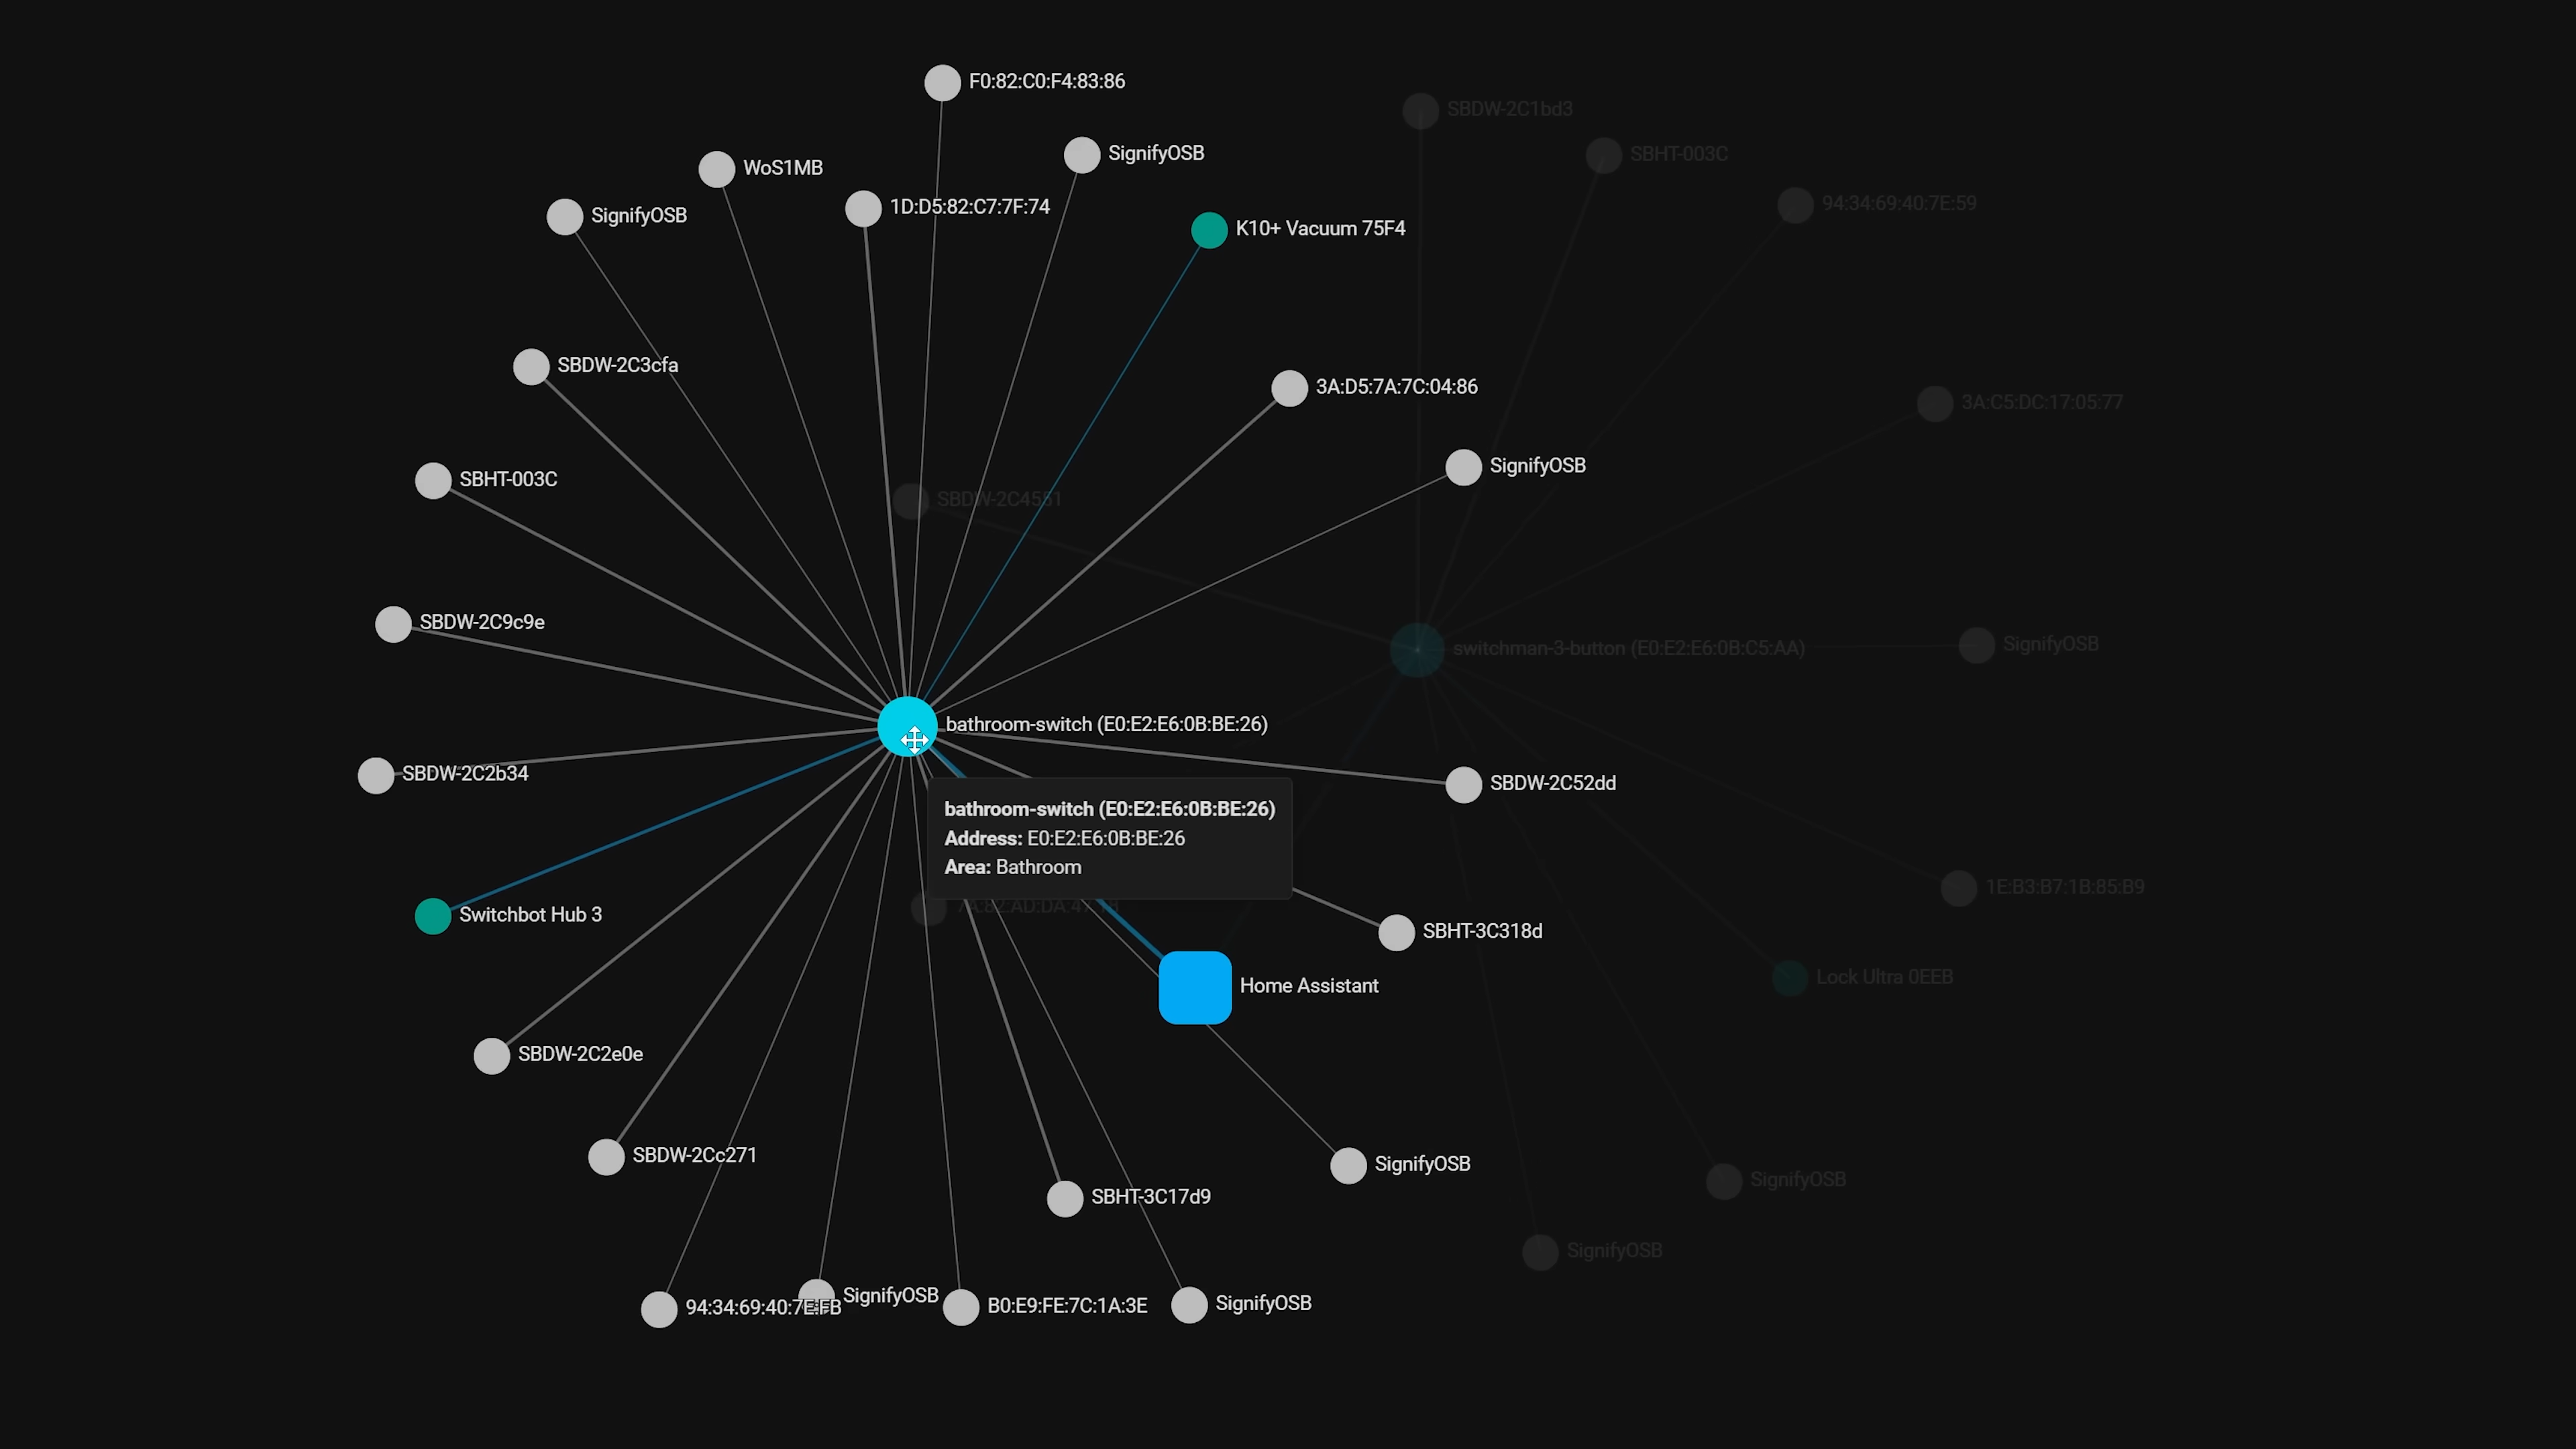 F0:82:C0:F4:83:86
SBDW-2C1bd3
SignifyOSB
SBHT-003C
WoS1MB
94:34:69:40:7E:59
1D:D5:82:C7:7F:74
SignifyOSB
K10+ Vacuum 75F4
SBDW-2C3cfa
3A:D5:7A:7C:04:86
3A:C5:DC:17:05:77
SignifyOSB
SBHT-003C
SBDW-2C4551
SBDW-2C9c9e
SignifyOSB
switchman-3-button (E0:E2:E6:0B:C5:AA)
bathroom-switch (E0:E2:E6:0B:BE:26)
SBDW-2C2b34
SBDW-2C52dd
bathroom-switch (E0:E2:E6:0B:BE:26)
Address: E0:E2:E6:0B:BE:26
Area: Bathroom
1E:B3:B7:1B:85:B9
Switchbot Hub 3
SBHT-3C318d
Lock Ultra 0EEB
Home Assistant
SBDW-2C2e0e
SBDW-2Cc271
SignifyOSB
SignifyOSB
SBHT-3C17d9
SignifyOSB
SignifyOSB
94:34:69:40:7E:FB
B0:E9:FE:7C:1A:3E
SignifyOSB